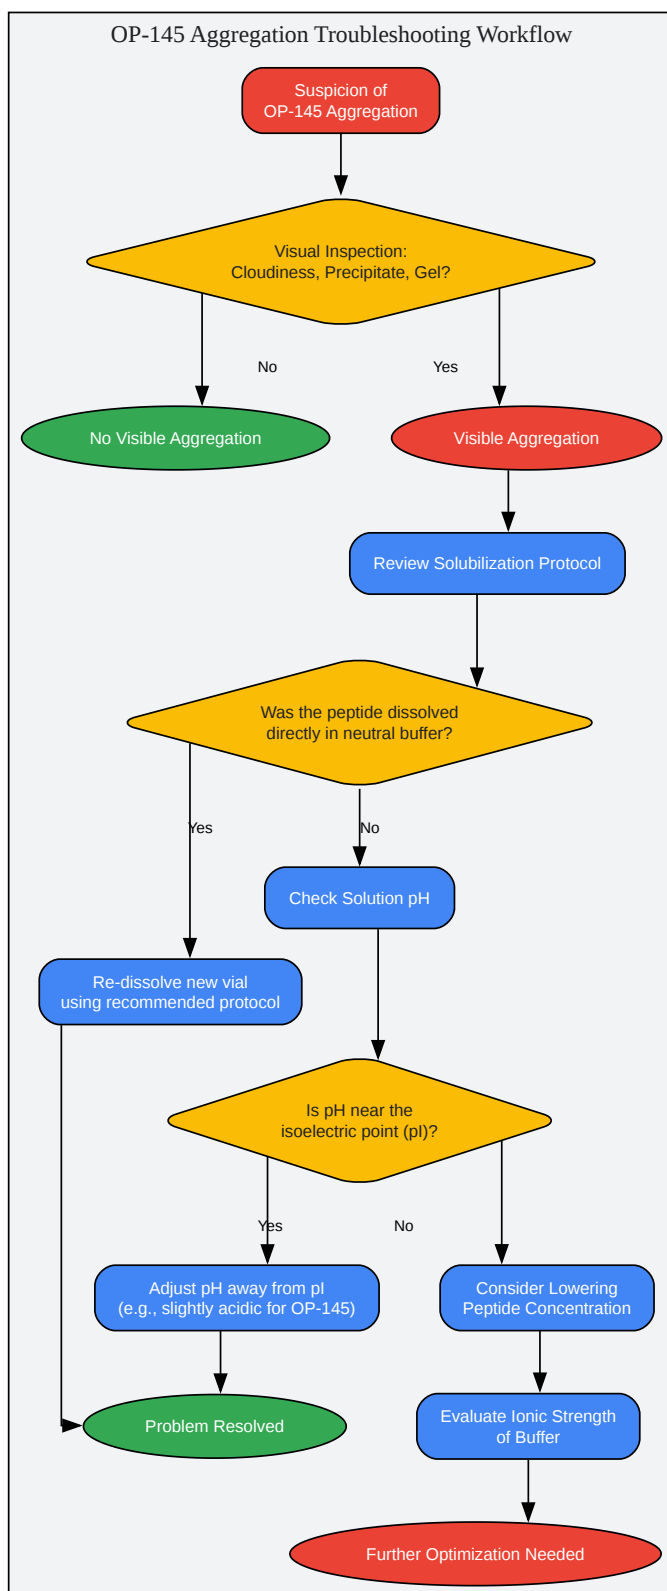 OP-145 Aggregation Troubleshooting Workflow
Suspicion of
OP-145 Aggregation
Visual Inspection:
Cloudiness, Precipitate, Gel?
No
Yes
No Visible Aggregation
Visible Aggregation
Review Solubilization Protocol
Was the peptide dissolved
directly in neutral buffer?
Yes
No
Check Solution pH
Re-dissolve new vial
using recommended protocol
Is pH near the
isoelectric point (pI)?
Yes
No
Adjust pH away from pI
(e.g., slightly acidic for OP-145)
Consider Lowering
Peptide Concentration
Problem Resolved
Evaluate Ionic Strength
of Buffer
Further Optimization Needed